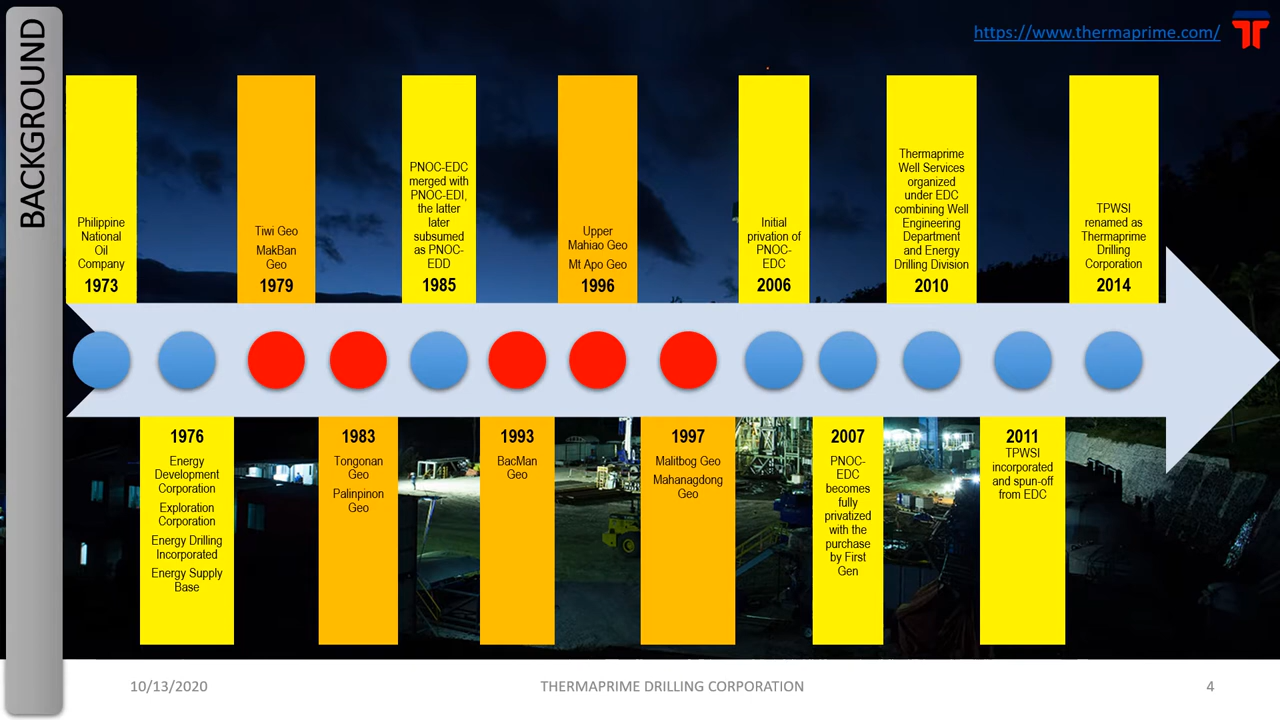 BACKGROUND
https://www.thermaprime.com/
Philippine
National
Oil
Company
1973
Tiwi Geo
MakBan
Geo
1979
PNOC-EDC
merged with
PNOC-EDI,
the latter
later
subsumed
as PNOC-
EDD
1985
Upper
Mahiao Geo
Mt Apo Geo
1996
Initial
privation of
PNOC-
EDC
2006
Thermaprime
Well Services
organized
under EDC
combining Well
Engineering
Department
and Energy
Drilling Division
2010
TPWSI
renamed as
Thermaprime
Drilling
Corporation
2014
1976
Energy
Development
Corporation
Exploration
Corporation
Energy Drilling
Incorporated
Energy Supply
Base
1983
Tongonan
Geo
Palinpinon
Geo
1993
BacMan
Geo
1997
Malitbog Geo
Mahanagdong
Geo
2007
PNOC-
EDC
becomes
fully
privatized
with the
purchase
by First
Gen
2011
TPWSI
incorporated
and spun-off
from EDC
10/13/2020
THERMAPRIME DRILLING CORPORATION
4